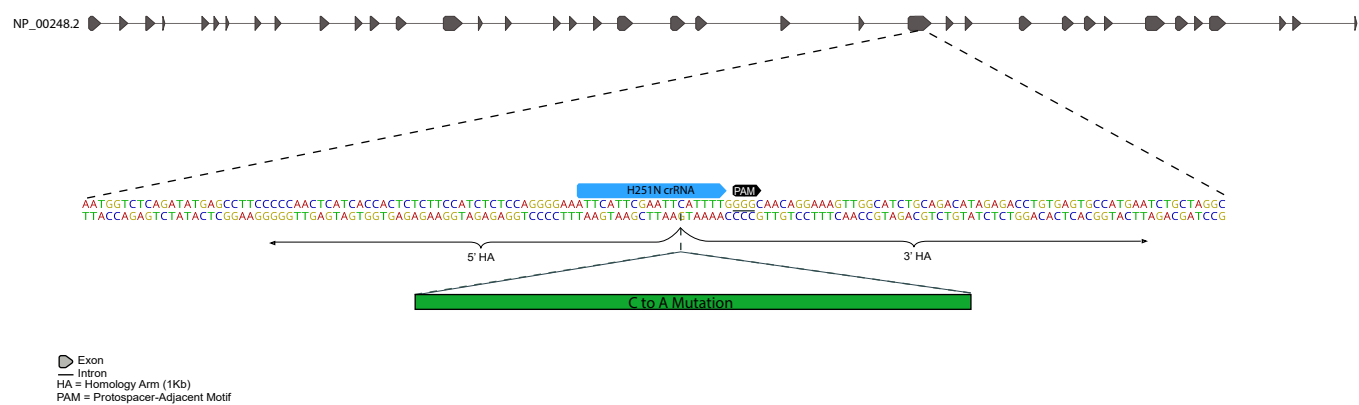 NP_00248.2
H251N crRNA
PAM
AATGGTCTCAGATATGAGCCTTCCCCCAACTCATCACCACTCTCTTCCATCTCTCCAGGGGAAATTCATTCGAATTCATTTTGGGGCAACAGGAAAGTTGGCATCTGCAGACATAGAGACCTGTGAGTGCCATGAATCTGCTAGGC
TTACCAGAGTCTATACTCGGAAGGGGGTTGAGTAGTGGTGAGAGAAGGTAGAGAGGTCCCCTTTAAGTAAGCTTAAGTAAAACCCCGTTGTCCTTTCAACCGTAGACGTCTGTATCTCTGGACACTCACGGTACTTAGACGATCCG
5' HA
3' HA
C to A Mutation
Exon
Intron
HA = Homology Arm (1Kb)
PAM = Protospacer-Adjacent Motif